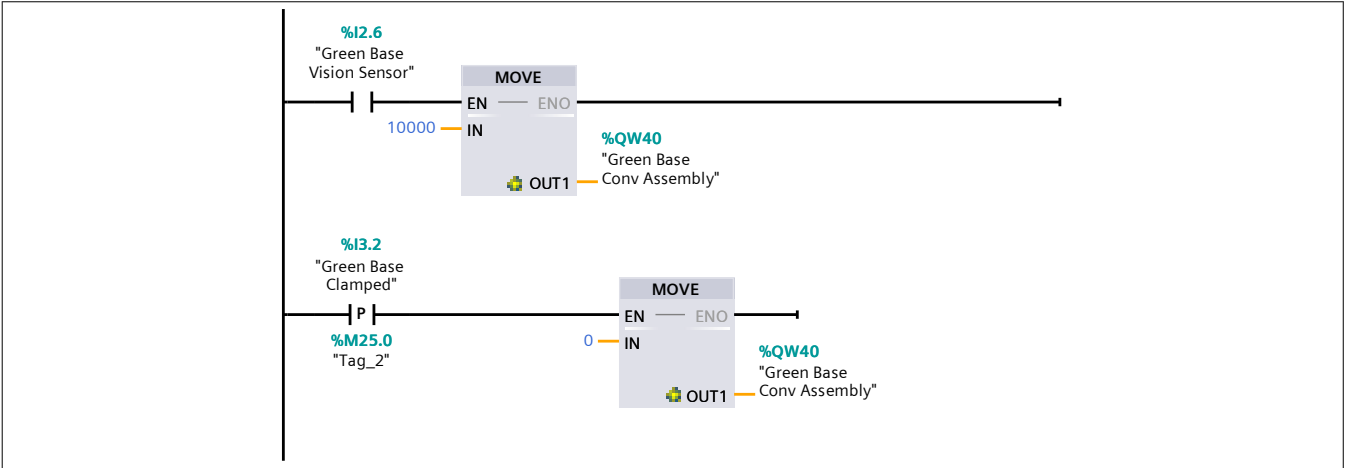 %I2.6
"Green Base
Vision Sensor"
MOVE
EN ENO
10000 IN
%QW40
"Green Base
OUT1 Conv Assembly"
%I3.2
"Green Base
Clamped"
MOVE
P EN ENO
%M25.0
0 IN
"Tag_2"
%QW40
"Green Base
OUT1 Conv Assembly"